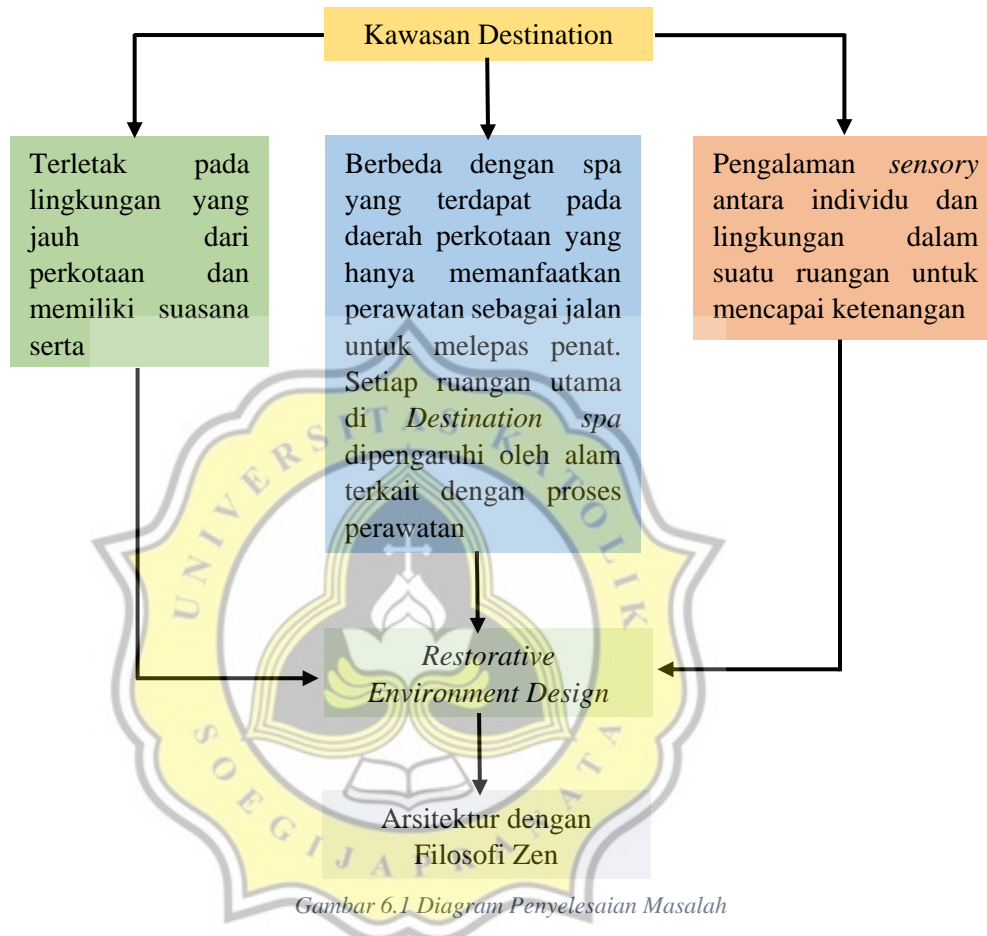 Kawasan Destination
Terletak pada
lingkungan yang
jauh dari
perkotaan dan
memiliki suasana
serta
Berbeda dengan spa
yang terdapat pada
daerah perkotaan yang
hanya memanfaatkan
perawatan sebagai jalan
untuk melepas penat.
Setiap ruangan utama
di Destination spa
dipengaruhi oleh alam
terkait dengan proses
perawatan
Pengalaman sensory
antara individu dan
lingkungan dalam
suatu ruangan untuk
mencapai ketenangan
Restorative
Environment Design
Arsitektur dengan
Filosofi Zen
UNIVERSITAS KATOLIK
SOEGIJAPRANATA
Gambar 6.1 Diagram Penyelesaian Masalah